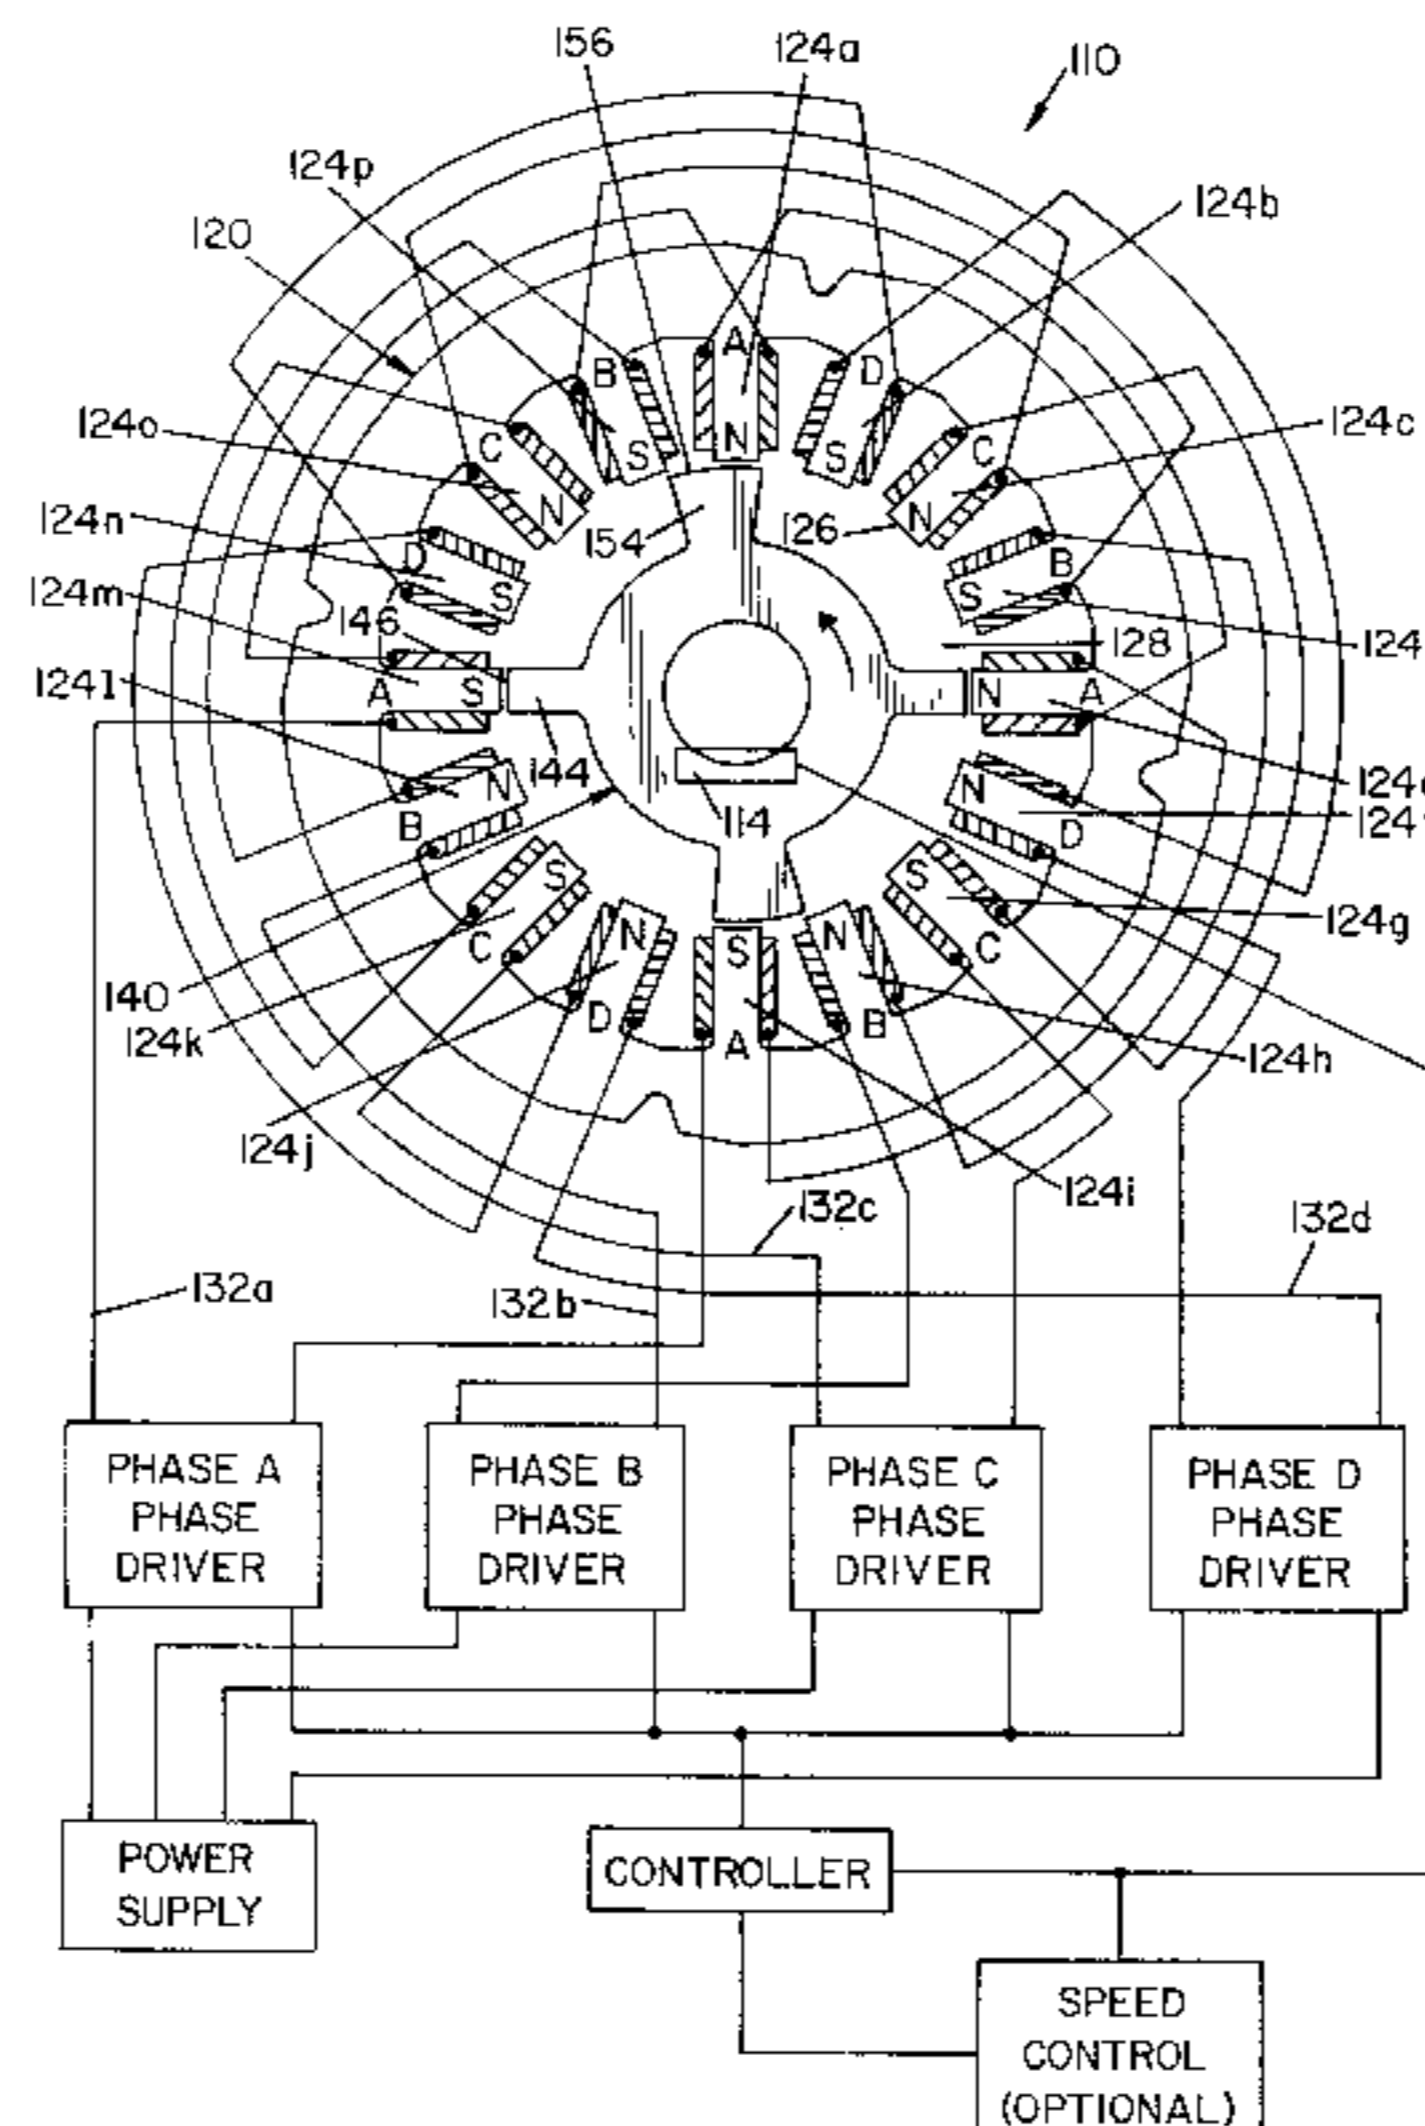 156
124a
110
124p
124b
120
A
B
D
124o
C
N
S
S
C
124c
124n
N
154
126
N
D
B
124m
S
146
S
128
124
124l
A
S
N
A
144
N
N
B
114
124
D
S
S
124g
140
C
N
S
N
C
124k
D
A
B
124h
124j
124i
132c
132d
132a
132b
PHASE A
PHASE
DRIVER
PHASE B
PHASE
DRIVER
PHASE C
PHASE
DRIVER
PHASE D
PHASE
DRIVER
POWER
SUPPLY
CONTROLLER
SPEED
CONTROL
(OPTIONAL)